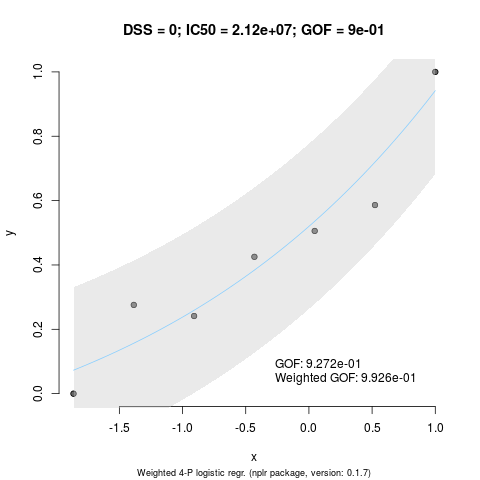 DSS = 0; IC50 = 2.12e+07; GOF = 9e-01
1.0
0.8
0.6
0.4
0.2
0.0
y
GOF: 9.272e-01
Weighted GOF: 9.926e-01
-1.5 -1.0 -0.5 0.0 0.5 1.0
x
Weighted 4-P logistic regr. (nplr package, version: 0.1.7)